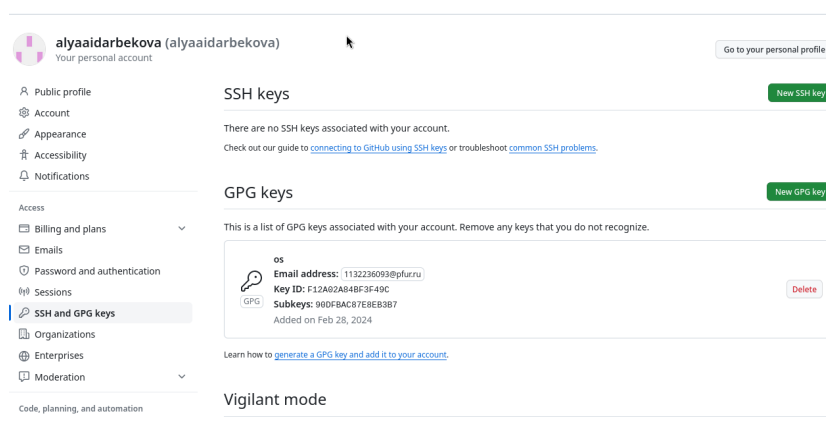 alyaaidarbekova (alyaaidarbekova)
Your personal account
Go to your personal profile
Public profile
Account
Appearance
Accessibility
Notifications
Access
Billing and plans
Emails
Password and authentication
Sessions
SSH and GPG keys
Organizations
Enterprises
Moderation
Code, planning, and automation
SSH keys
New SSH key
There are no SSH keys associated with your account.
Check out our guide to connecting to GitHub using SSH keys or troubleshoot common SSH problems.
GPG keys
New GPG key
This is a list of GPG keys associated with your account. Remove any keys that you do not recognize.
os
Email address: 1132236093@pfur.ru
Key ID: F12A02A84BF3F49C
GPG
Subkeys: 90DFBAC87E8EB3B7
Added on Feb 28, 2024
Delete
Learn how to generate a GPG key and add it to your account.
Vigilant mode